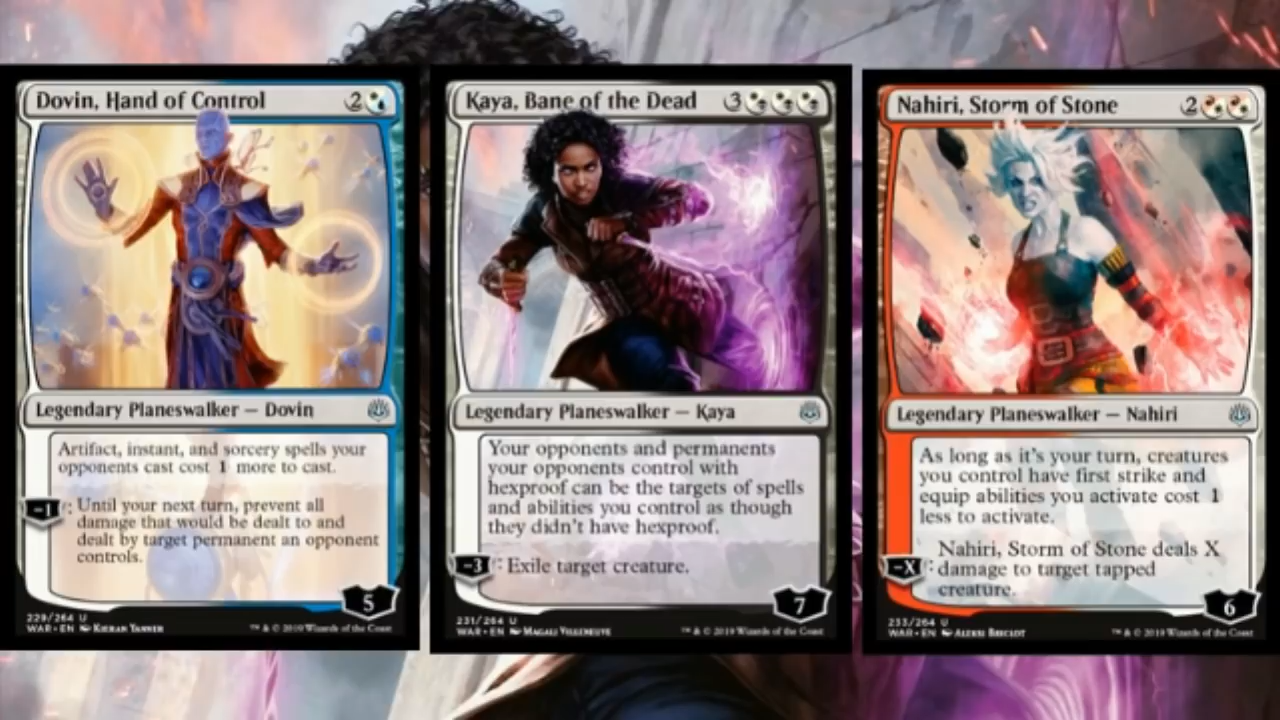 Dovin, Hand of Control 2
Legendary Planeswalker — Dovin
Artifact, instant, and sorcery spells your
opponents cast cost 1 more to cast.
-1: Until your next turn, prevent all
damage that would be dealt to and
dealt by target permanent an opponent
controls.
5
229/264 U
WAR • EN Kieran Yanner
™ & © 2019 Wizards of the Coast
Kaya, Bane of the Dead 3
Legendary Planeswalker — Kaya
Your opponents and permanents
your opponents control with
hexproof can be the targets of spells
and abilities you control as though
they didn't have hexproof.
-3: Exile target creature.
7
231/264 U
WAR • EN Magali Villeneuve
™ & © 2019 Wizards of the Coast
Nahiri, Storm of Stone 2
Legendary Planeswalker — Nahiri
As long as it's your turn, creatures
you control have first strike and
equip abilities you activate cost 1
less to activate.
Nahiri, Storm of Stone deals X
-X: damage to target tapped
creature.
6
233/264 U
WAR • EN Aleksi Briclot
™ & © 2019 Wizards of the Coast